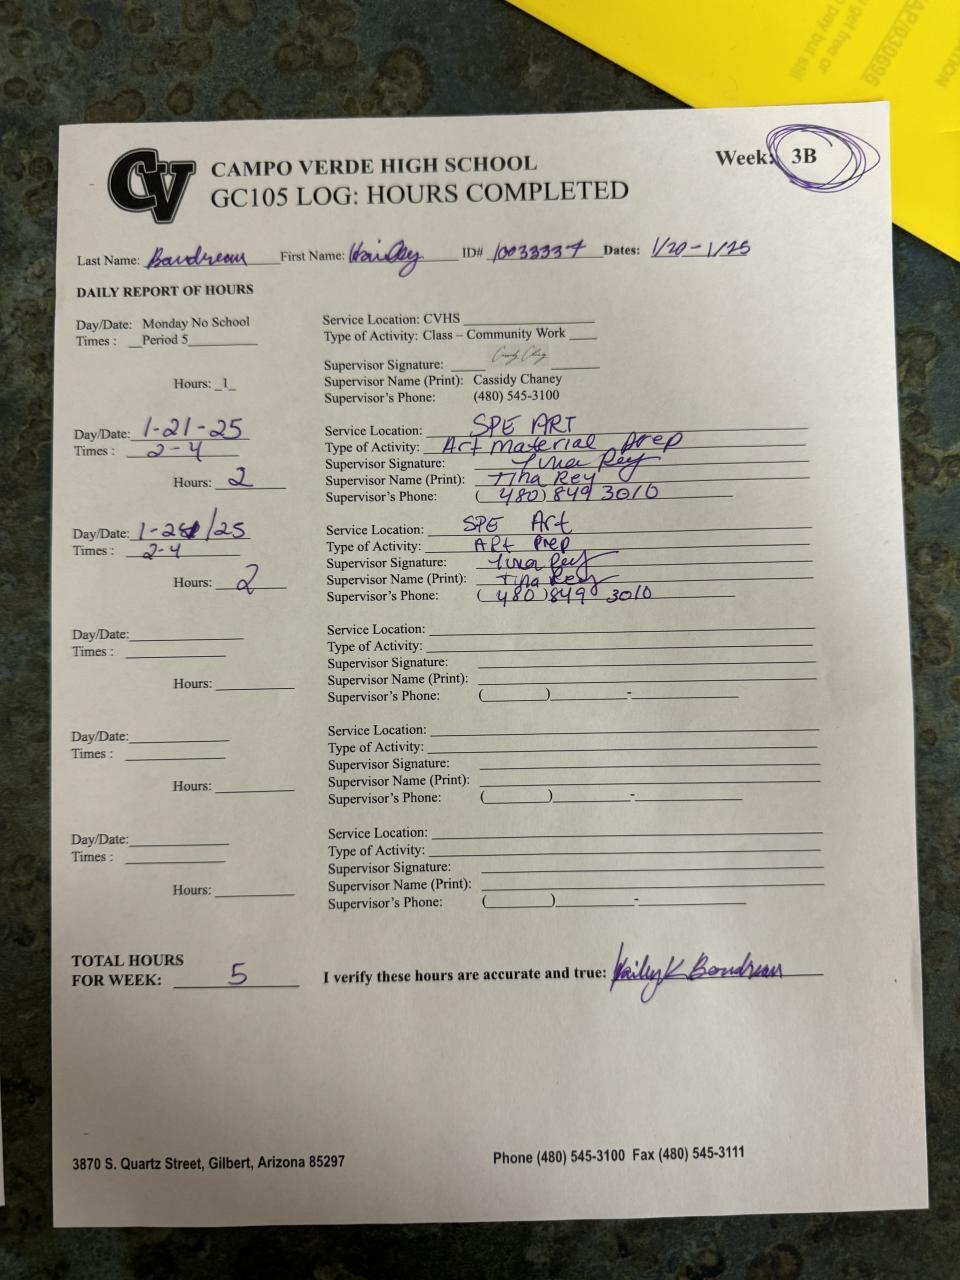 CV
CAMPO VERDE HIGH SCHOOL
Week: 3B
GC105 LOG: HOURS COMPLETED
Last Name: Boudreau First Name: Hailey ID# 10033337 Dates: 1/20-1/25
DAILY REPORT OF HOURS
Day/Date: Monday No School
Service Location: CVHS
Times : Period 5
Type of Activity: Class – Community Work
Supervisor Signature:
Hours: 1
Supervisor Name (Print): Cassidy Chaney
Supervisor's Phone: (480) 545-3100
Day/Date: 1-21-25
Service Location: SPE ART
Times : 2-4
Type of Activity: Art Material prep
Supervisor Signature: Tina Rey
Hours: 2
Supervisor Name (Print): Tina Rey
Supervisor's Phone: (480) 849 3010
Day/Date: /25
Service Location: SPE Art
Times : 2-4
Type of Activity: Art Prep
Supervisor Signature: Tina Rey
Hours: 2
Supervisor Name (Print): Tina Rey
Supervisor's Phone: (480) 849 3010
Day/Date:
Service Location:
Times :
Type of Activity:
Supervisor Signature:
Hours:
Supervisor Name (Print):
Supervisor's Phone: ( ) -
Day/Date:
Service Location:
Times :
Type of Activity:
Supervisor Signature:
Hours:
Supervisor Name (Print):
Supervisor's Phone: ( ) -
Day/Date:
Service Location:
Times :
Type of Activity:
Supervisor Signature:
Hours:
Supervisor Name (Print):
Supervisor's Phone: ( ) -
TOTAL HOURS
FOR WEEK: 5 I verify these hours are accurate and true: Hailey K Boudreau
3870 S. Quartz Street, Gilbert, Arizona 85297
Phone (480) 545-3100 Fax (480) 545-3111